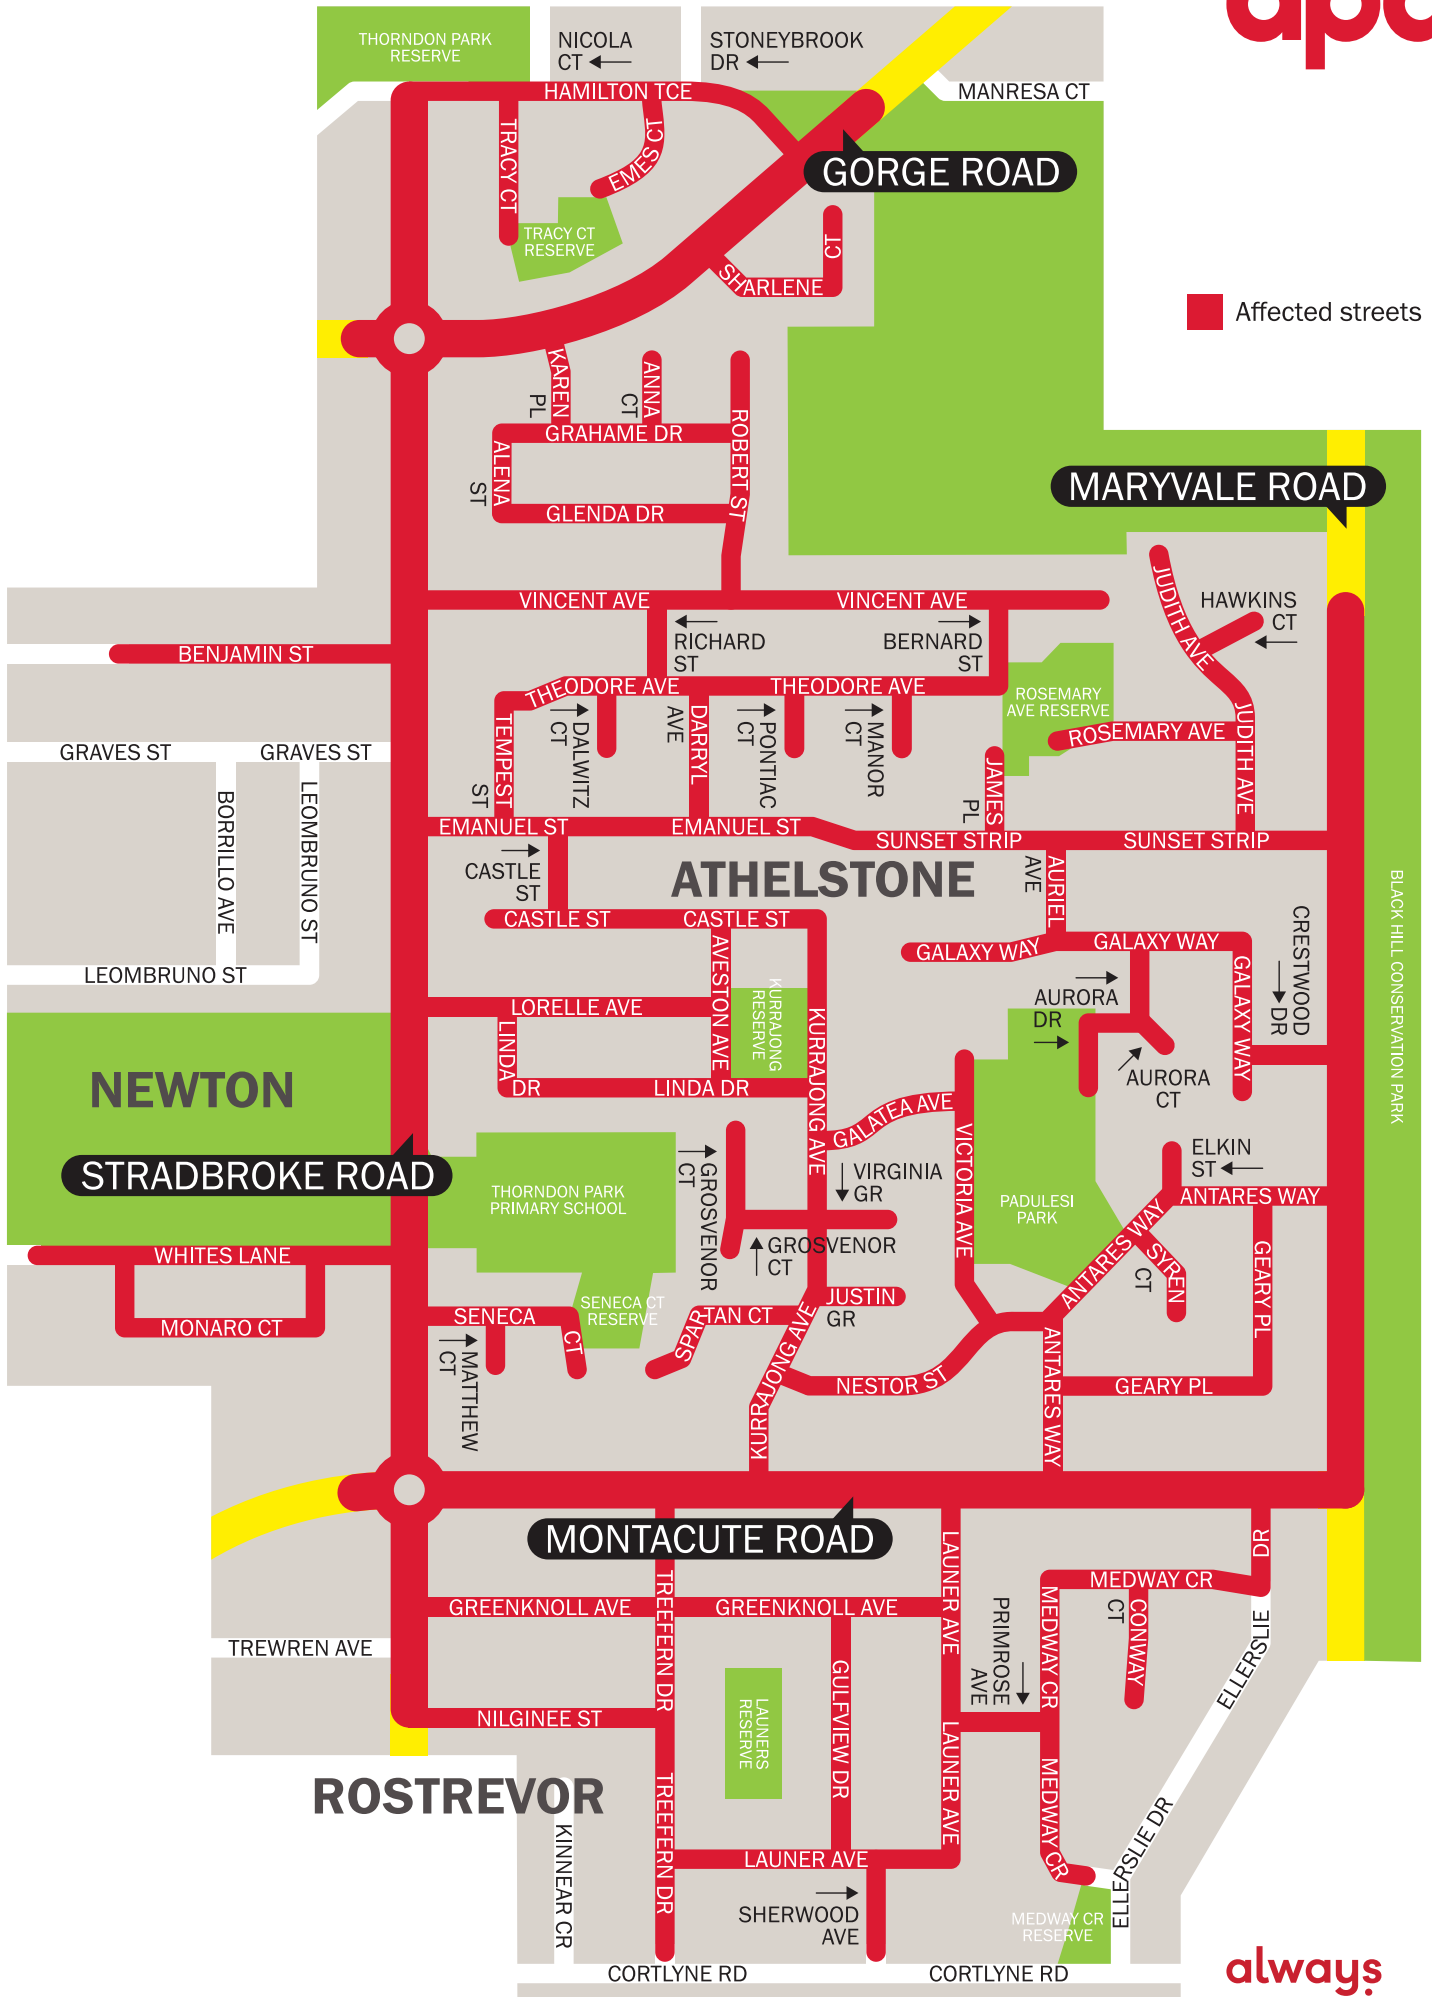 apa
THORNDON PARK
RESERVE
NICOLA
CT
STONEYBROOK
DR
MANRESA CT
HAMILTON TCE
TRACY CT
EMES CT
GORGE ROAD
TRACY CT
RESERVE
SHARLENE
CT
Affected streets
KAREN
PL
ANNA
CT
ROBERT ST
GRAHAME DR
ALENA
ST
GLENDA DR
MARYVALE ROAD
VINCENT AVE
VINCENT AVE
JUDITH AVE
HAWKINS
CT
RICHARD
ST
BERNARD
ST
BENJAMIN ST
THEODORE AVE
THEODORE AVE
ROSEMARY
AVE RESERVE
ROSEMARY AVE
JUDITH AVE
TEMPEST
ST
DALWITZ
CT
DARRYL
AVE
PONTIAC
CT
MANOR
CT
JAMES
PL
GRAVES ST
GRAVES ST
BORRILLO AVE
LEOMBRUNO ST
LEOMBRUNO ST
EMANUEL ST
EMANUEL ST
SUNSET STRIP
SUNSET STRIP
CASTLE
ST
ATHELSTONE
AURIEL
AVE
BLACK HILL CONSERVATION PARK
CASTLE ST
CASTLE ST
GALAXY WAY
GALAXY WAY
GALAXY WAY
CRESTWOOD
DR
AVESTON AVE
KURRAJONG
RESERVE
KURRAJONG AVE
LORELLE AVE
LINDA
DR
LINDA DR
AURORA
DR
AURORA
CT
NEWTON
GALATEA AVE
VICTORIA AVE
STRADBROKE ROAD
THORNDON PARK
PRIMARY SCHOOL
GROSVENOR
CT
VIRGINIA
GR
GROSVENOR
CT
PADULESI
PARK
ELKIN
ST
ANTARES WAY
ANTARES WAY
SYREN
CT
GEARY PL
WHITES LANE
MONARO CT
SENECA
CT
SENECA CT
RESERVE
MATTHEW
CT
SPARTAN CT
JUSTIN
GR
KURRAJONG AVE
NESTOR ST
ANTARES WAY
GEARY PL
MONTACUTE ROAD
TREEFERN DR
GREENKNOLL AVE
GREENKNOLL AVE
LAUNER AVE
PRIMROSE
AVE
MEDWAY CR
MEDWAY CR
CONWAY
CT
DR
ELLERSLIE
ELLERSLIE
TREWREN AVE
NILGINEE ST
LAUNERS
RESERVE
GULFVIEW DR
LAUNER AVE
MEDWAY CR
ROSTREVOR
KINNEAR CR
TREEFERN DR
LAUNER AVE
SHERWOOD
AVE
MEDWAY CR
RESERVE
ELLERSLIE DR
CORTLYNE RD
CORTLYNE RD
always